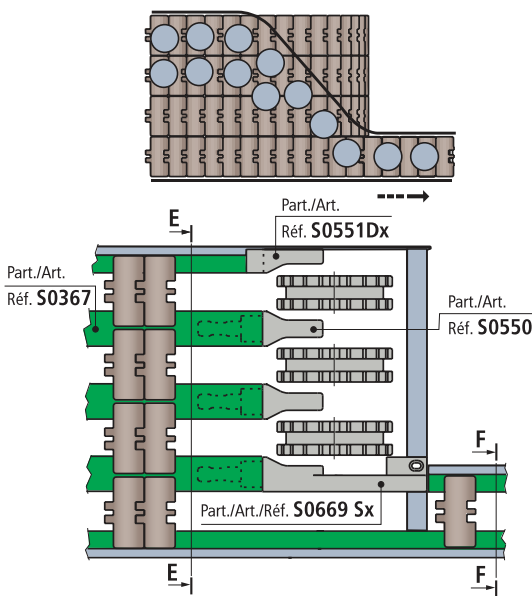 E
Part./Art.
Réf. S0551Dx
Part./Art.
Réf. S0367
Part./Art.
Réf. S0550
F
Part./Art./Réf. S0669 Sx
E
F